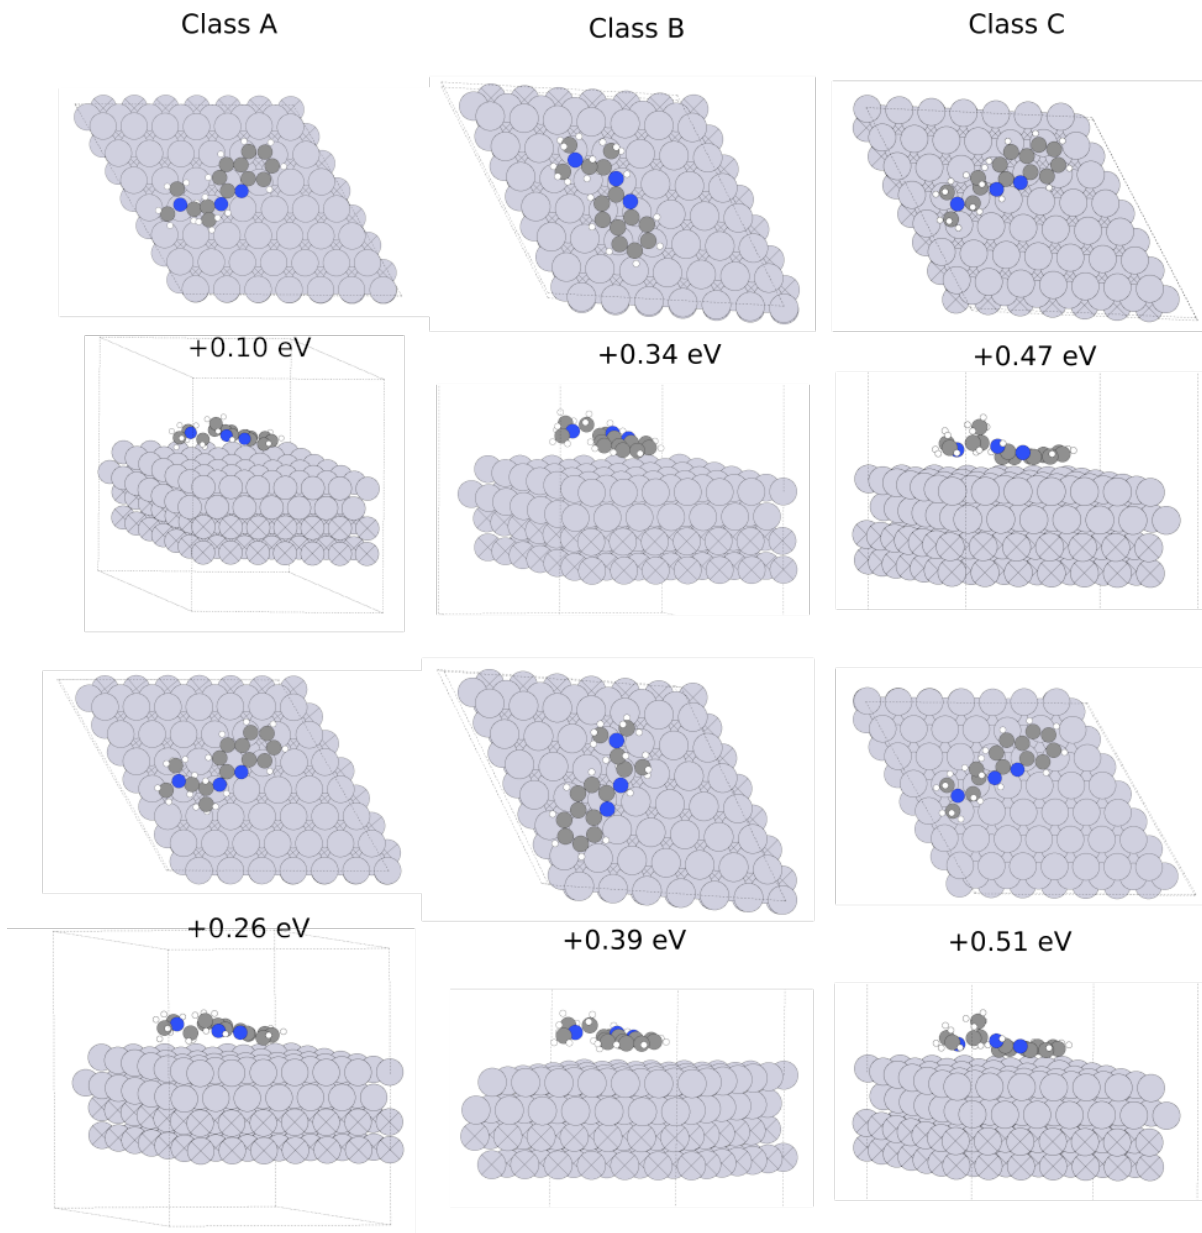 Class A
Class B
Class C
+0.10 eV
+0.34 eV
+0.47 eV
+0.26 eV
+0.39 eV
+0.51 eV